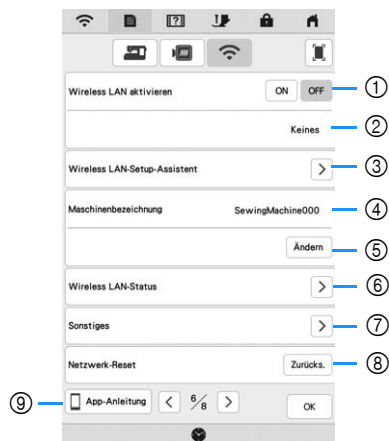 Wireless LAN aktivieren ON OFF ①
Keines ②
Wireless LAN-Setup-Assistent ③
Maschinenbezeichnung SewingMachine000 ④
Ändern ⑤
Wireless LAN-Status ⑥
Sonstiges ⑦
Netzwerk-Reset Zurücks. ⑧
⑨ App-Anleitung 6/8 OK